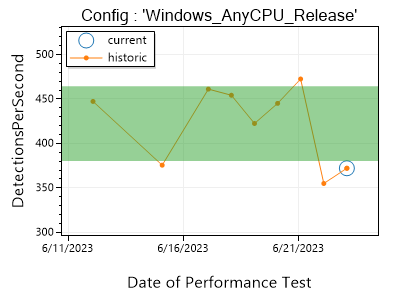 Config : 'Windows_AnyCPU_Release'
current
historic
DetectionsPerSecond
500
450
400
350
300
6/11/2023
6/16/2023
6/21/2023
Date of Performance Test